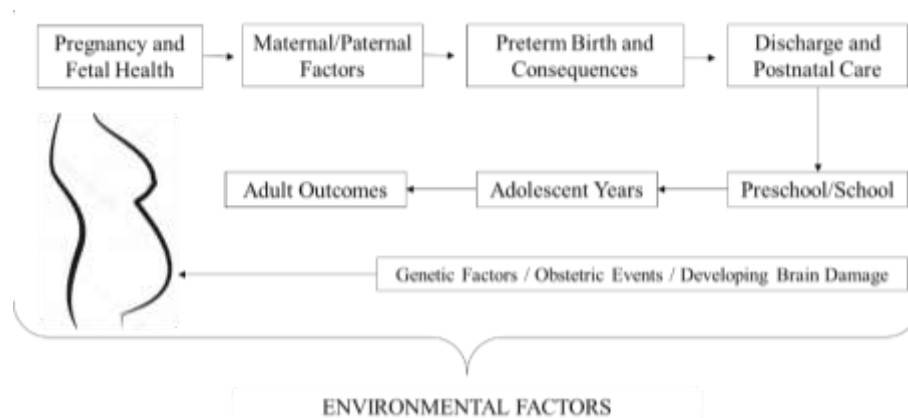 Pregnancy and
Fetal Health
Maternal/Paternal
Factors
Preterm Birth and
Consequences
Discharge and
Postnatal Care
Adult Outcomes
Adolescent Years
Preschool/School
Genetic Factors / Obstetric Events / Developing Brain Damage
ENVIRONMENTAL FACTORS